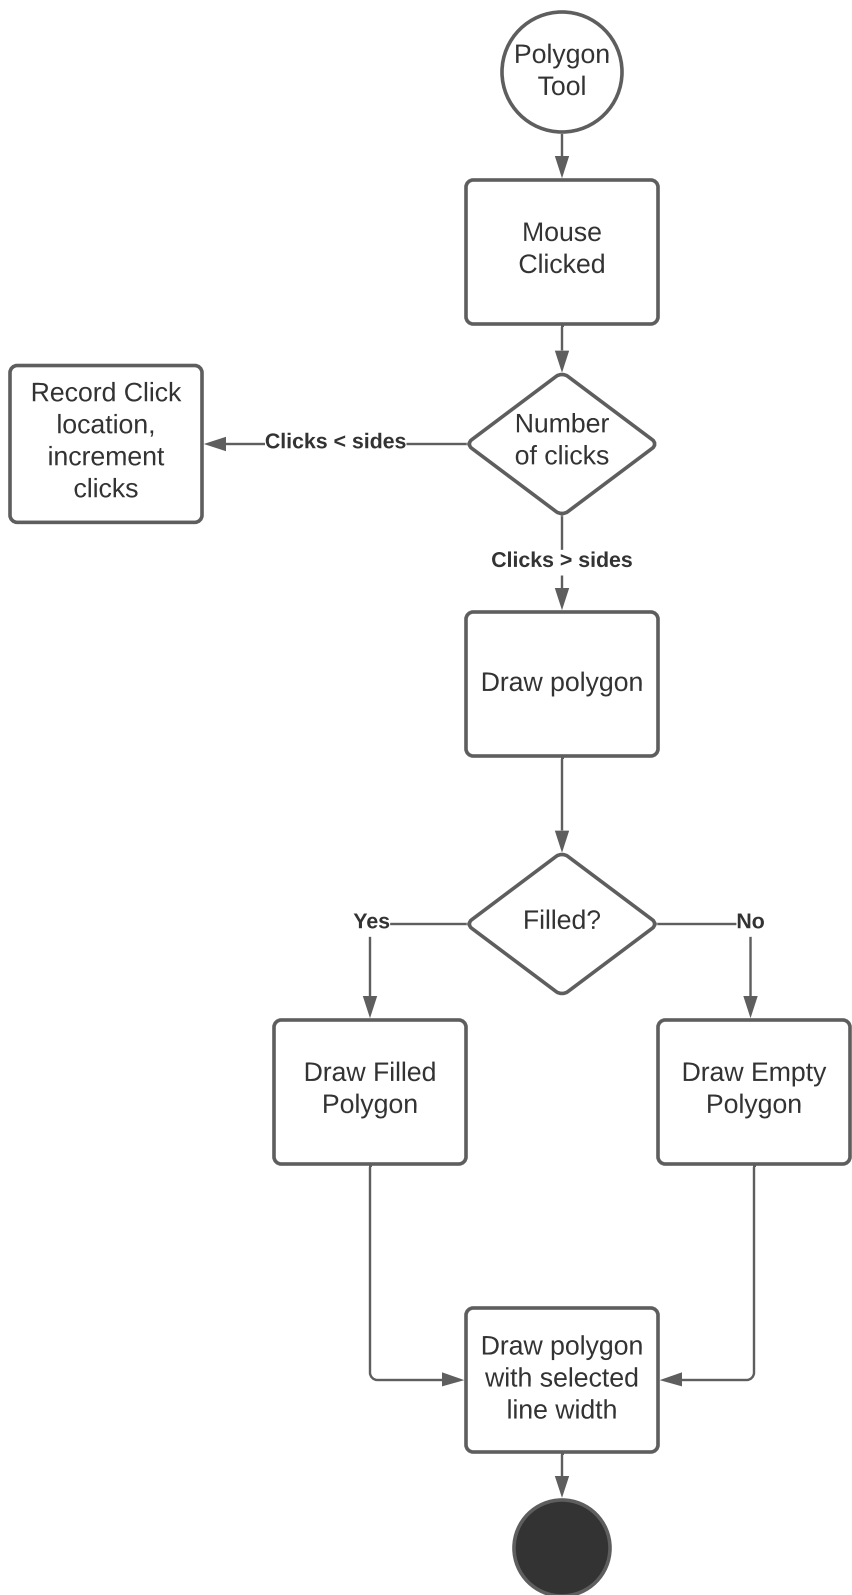 Polygon
Tool
Mouse
Clicked
Number
of clicks
Clicks < sides
Record Click
location,
increment
clicks
Clicks > sides
Draw polygon
Filled?
Yes
No
Draw Filled
Polygon
Draw Empty
Polygon
Draw polygon
with selected
line width